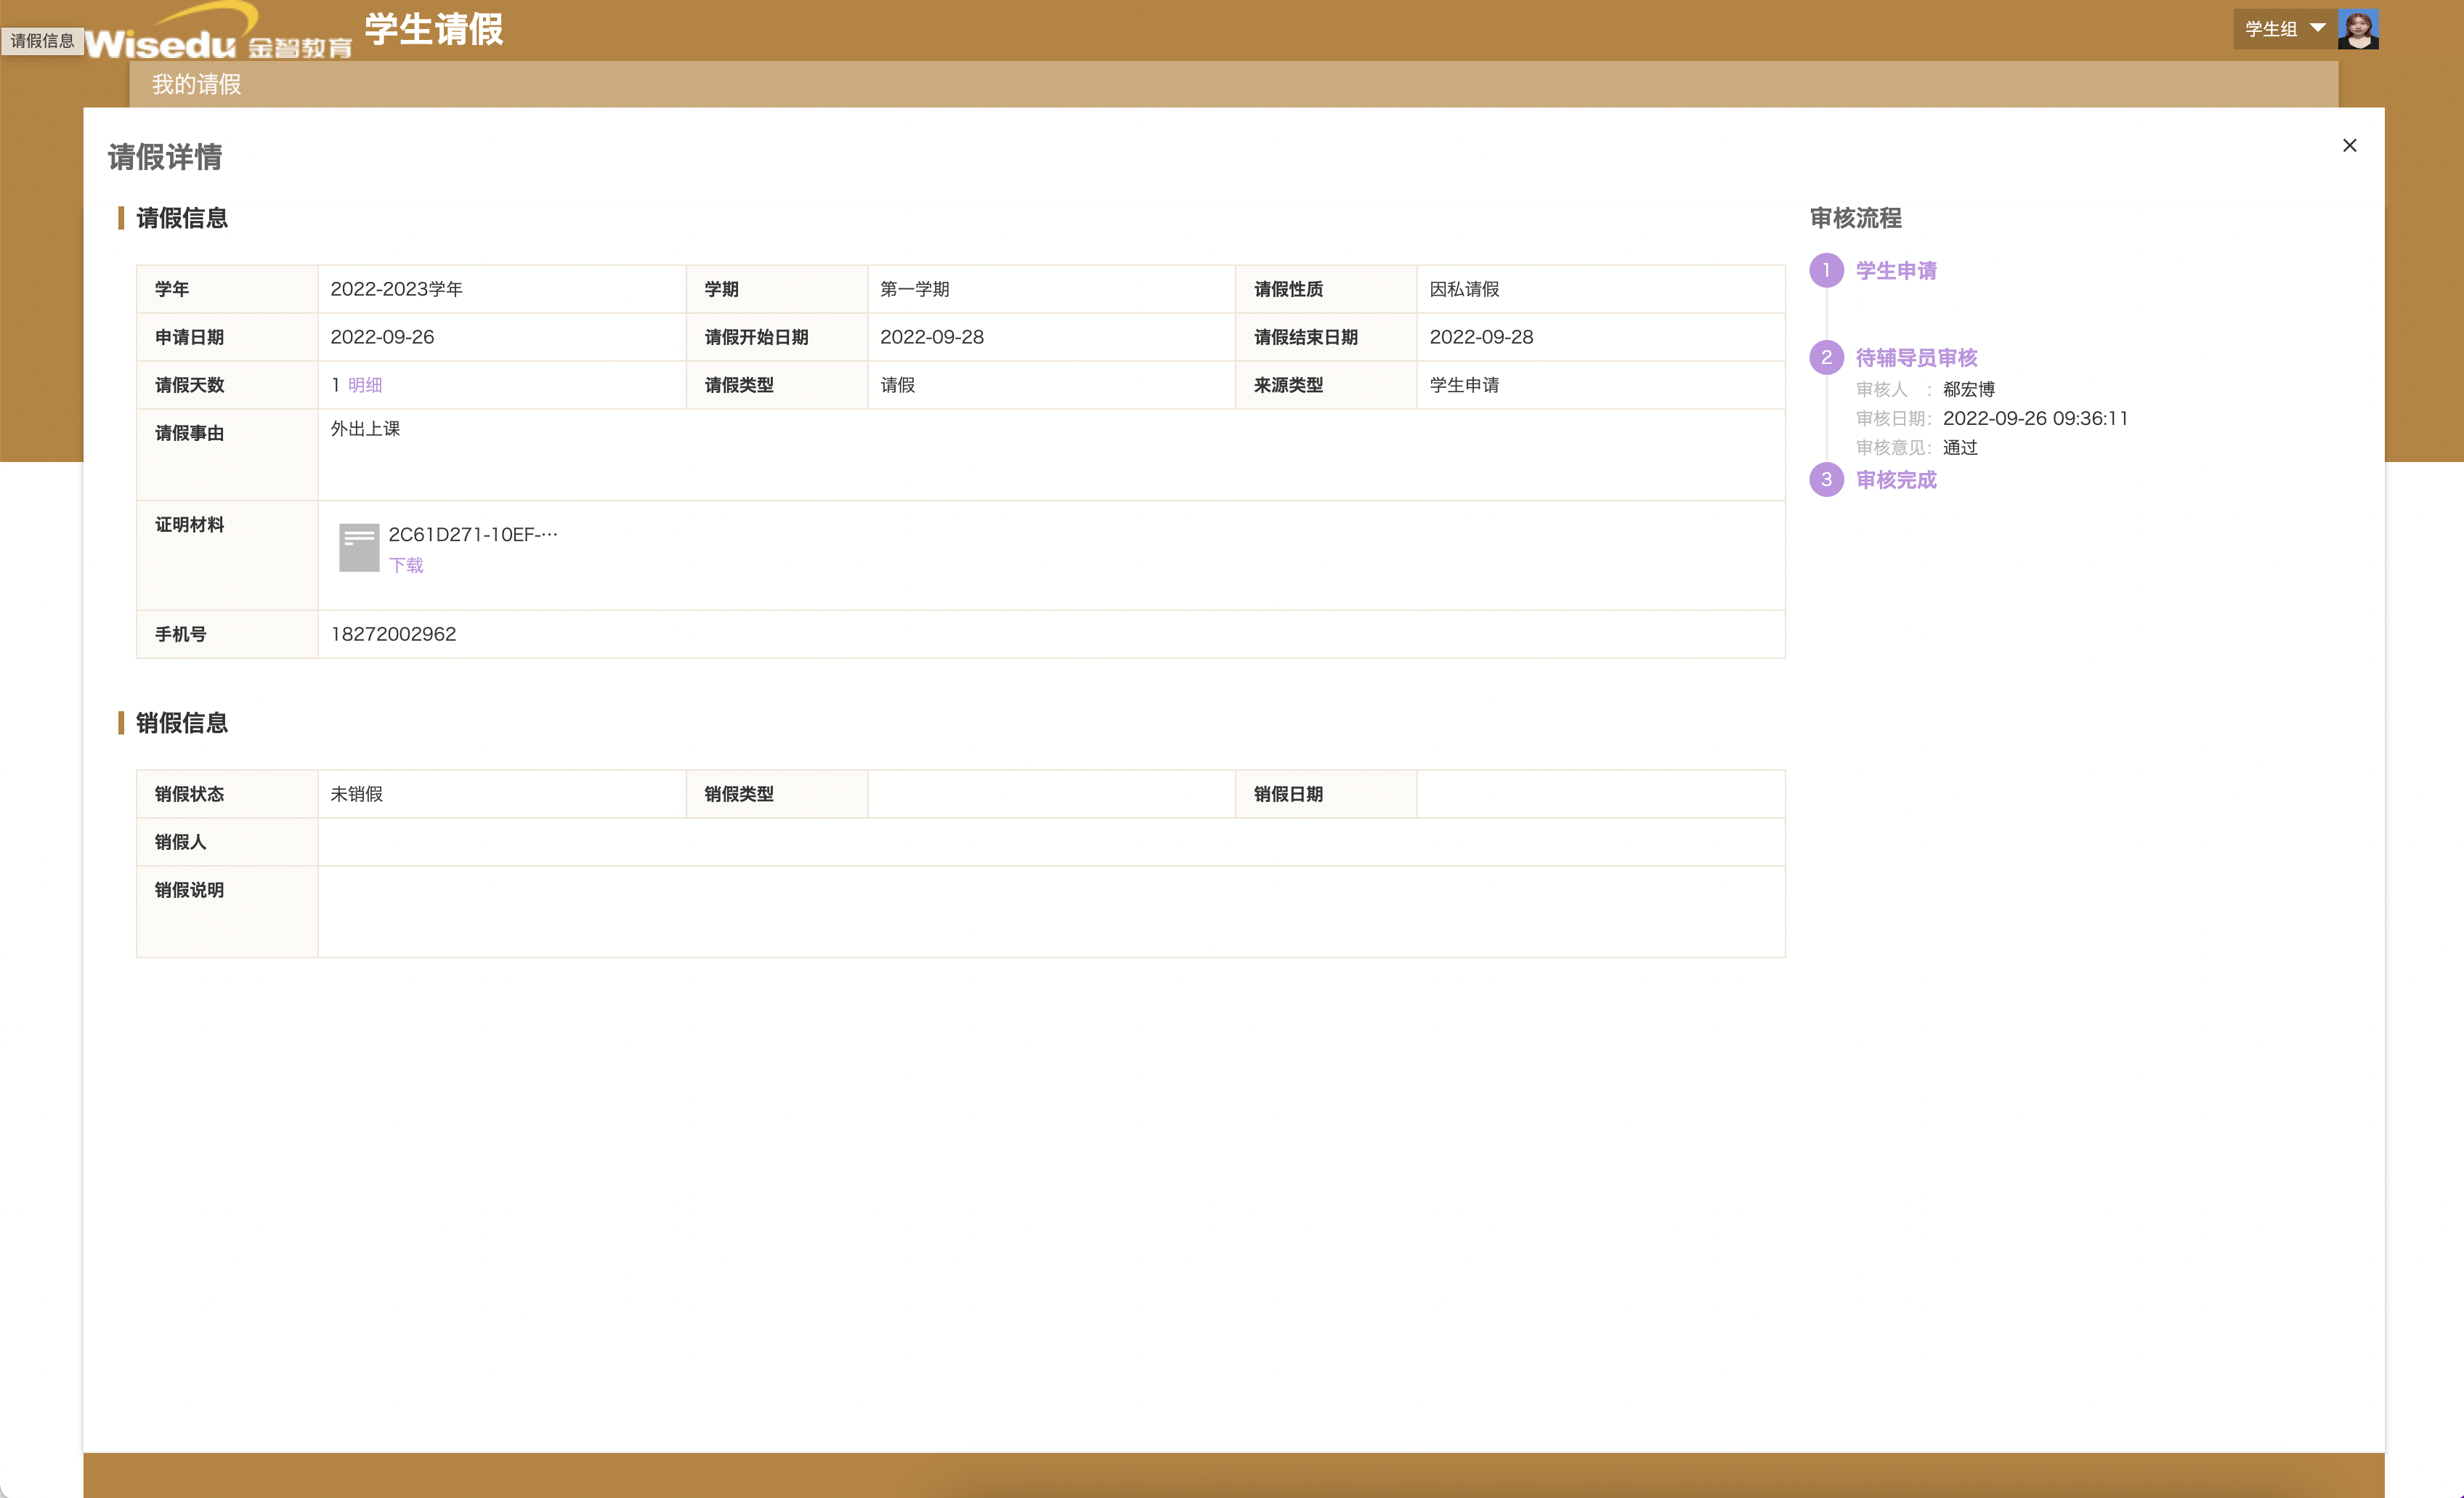 请假信息
Wisedu 金智教育
学生请假
学生组
我的请假
请假详情
请假信息
学年 2022-2023学年 学期 第一学期 请假性质 因私请假
申请日期 2022-09-26 请假开始日期 2022-09-28 请假结束日期 2022-09-28
请假天数 1 明细 请假类型 请假 来源类型 学生申请
请假事由 外出上课
证明材料 2C61D271-10EF-···
下载
手机号 18272002962
销假信息
销假状态 未销假 销假类型 销假日期
销假人
销假说明
审核流程
1 学生申请
2 待辅导员审核
审核人 : 郗宏博
审核日期: 2022-09-26 09:36:11
审核意见: 通过
3 审核完成